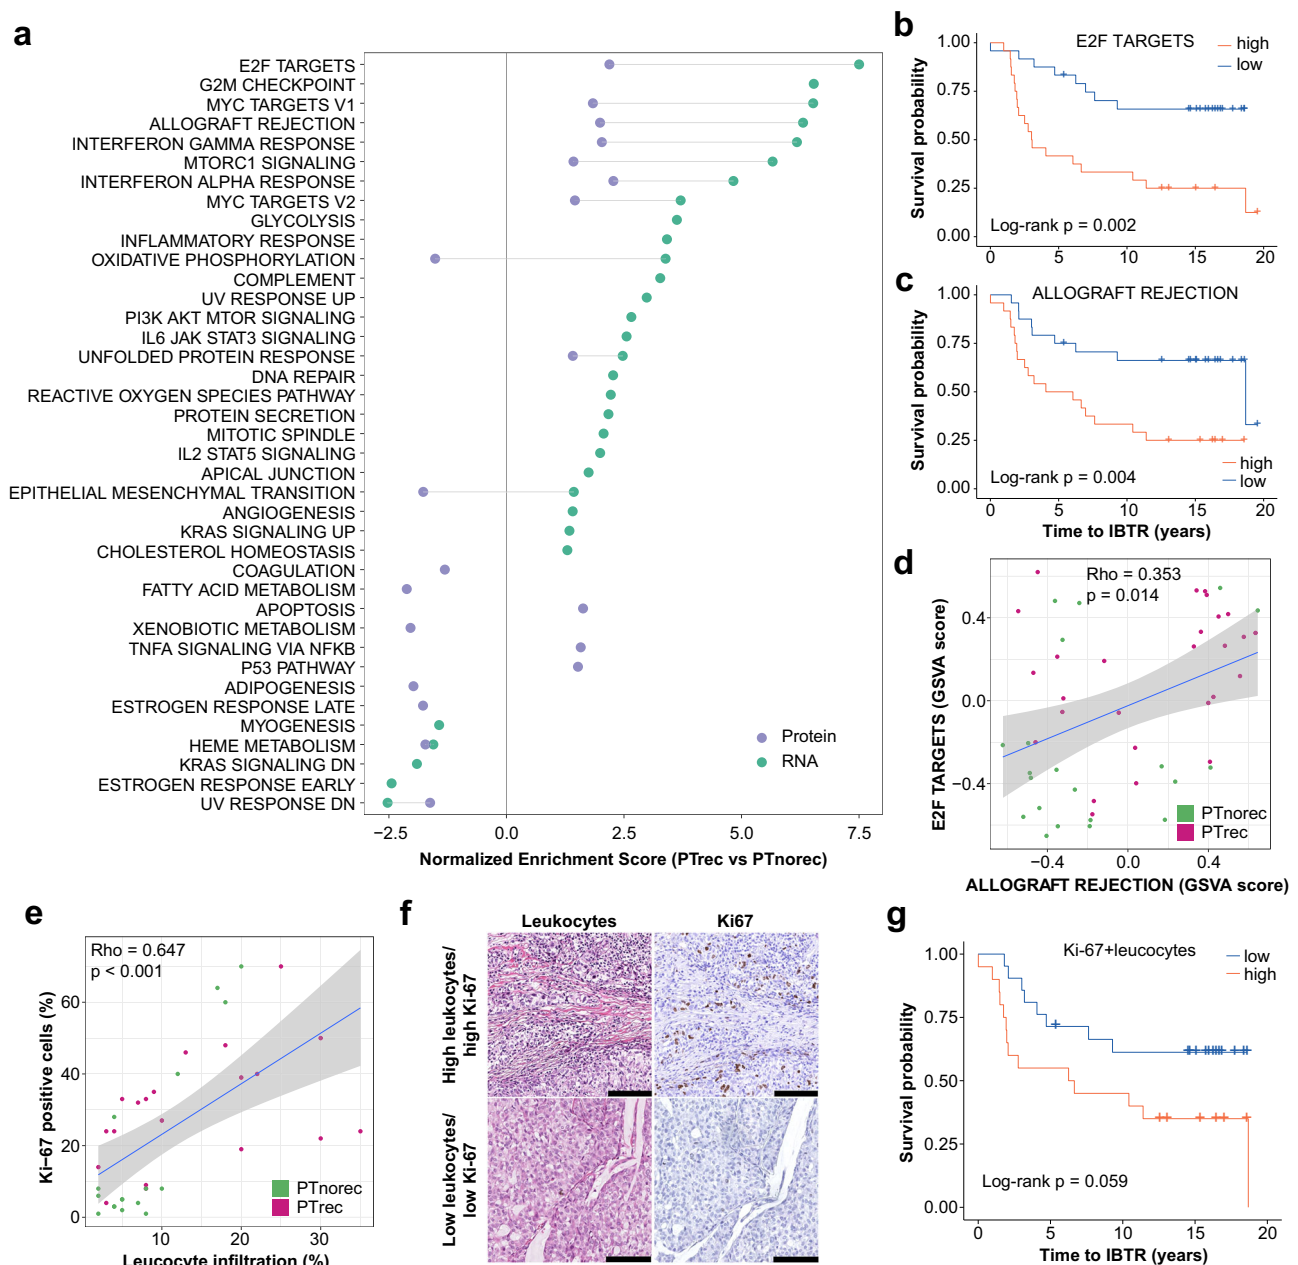 a
E2F TARGETS
G2M CHECKPOINT
MYC TARGETS V1
ALLOGRAFT REJECTION
INTERFERON GAMMA RESPONSE
MTORC1 SIGNALING
INTERFERON ALPHA RESPONSE
MYC TARGETS V2
GLYCOLYSIS
INFLAMMATORY RESPONSE
OXIDATIVE PHOSPHORYLATION
COMPLEMENT
UV RESPONSE UP
PI3K AKT MTOR SIGNALING
IL6 JAK STAT3 SIGNALING
UNFOLDED PROTEIN RESPONSE
DNA REPAIR
REACTIVE OXYGEN SPECIES PATHWAY
PROTEIN SECRETION
MITOTIC SPINDLE
IL2 STAT5 SIGNALING
APICAL JUNCTION
EPITHELIAL MESENCHYMAL TRANSITION
ANGIOGENESIS
KRAS SIGNALING UP
CHOLESTEROL HOMEOSTASIS
COAGULATION
FATTY ACID METABOLISM
APOPTOSIS
XENOBIOTIC METABOLISM
TNFA SIGNALING VIA NFKB
P53 PATHWAY
ADIPOGENESIS
ESTROGEN RESPONSE LATE
MYOGENESIS
HEME METABOLISM
KRAS SIGNALING DN
ESTROGEN RESPONSE EARLY
UV RESPONSE DN
Protein
RNA
−2.5 0.0 2.5 5.0 7.5
Normalized Enrichment Score (PTrec vs PTnorec)
b
E2F TARGETS
high
low
Survival probability
1.00
0.75
0.50
0.25
0.00
Log-rank p = 0.002
0 5 10 15 20
c
ALLOGRAFT REJECTION
Survival probability
1.00
0.75
0.50
0.25
0.00
high
low
Log-rank p = 0.004
0 5 10 15 20
Time to IBTR (years)
d
Rho = 0.353
p = 0.014
E2F TARGETS (GSVA score)
0.4
0.0
−0.4
PTnorec
PTrec
−0.4 0.0 0.4
ALLOGRAFT REJECTION (GSVA score)
e
Rho = 0.647
p < 0.001
Ki−67 positive cells (%)
60
40
20
0
PTnorec
PTrec
10 20 30
Leucocyte infiltration (%)
f
Leukocytes Ki67
High leukocytes/
high Ki-67
Low leukocytes/
low Ki-67
g
Ki-67+leucocytes
low
high
Survival probability
1.00
0.75
0.50
0.25
0.00
Log-rank p = 0.059
0 5 10 15 20
Time to IBTR (years)